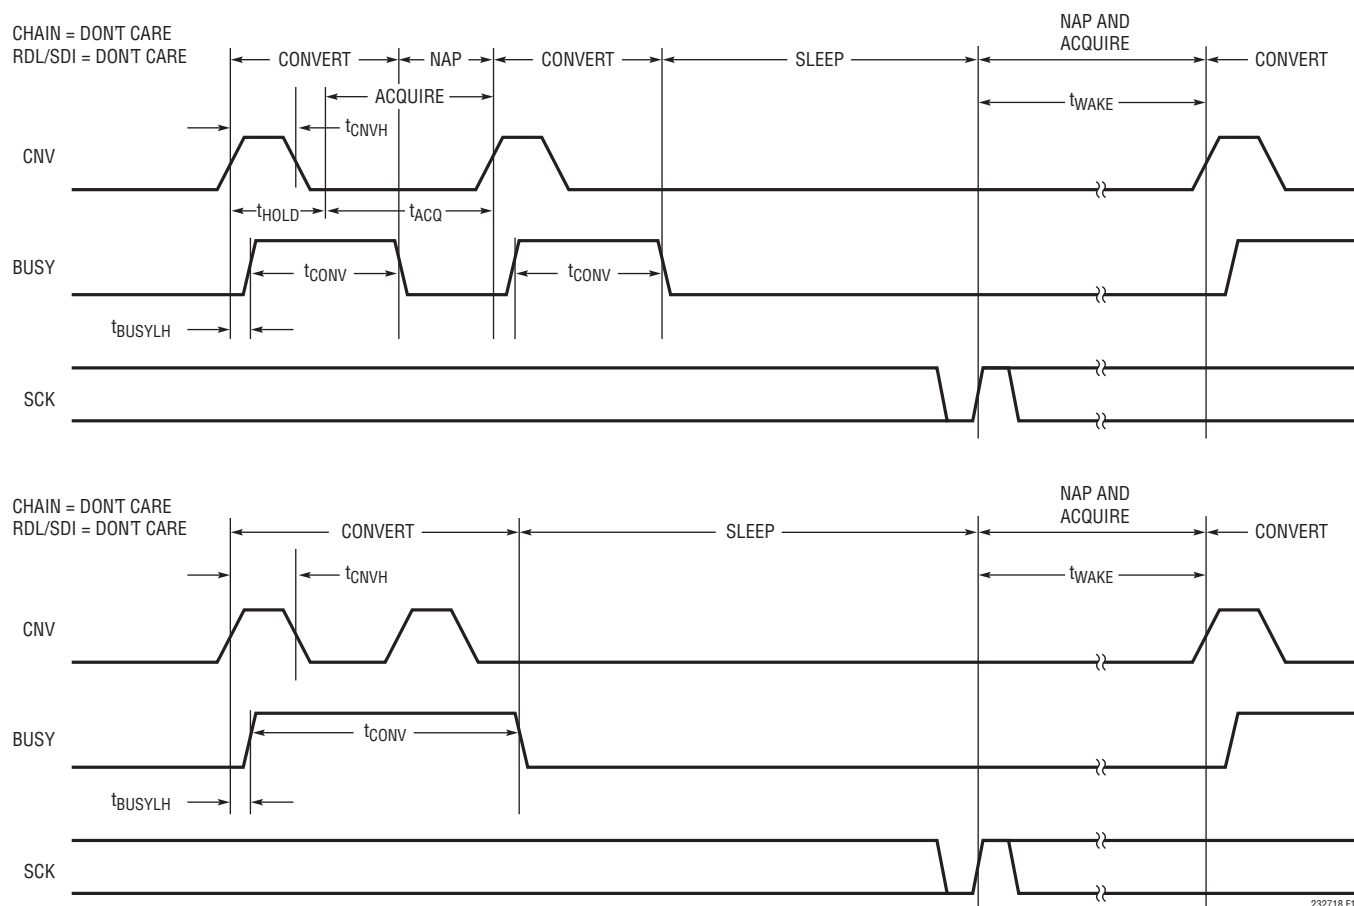 NAP AND
CHAIN = DON'T CARE
RDL/SDI = DON'T CARE
ACQUIRE
CONVERT
NAP
CONVERT
SLEEP
CONVERT
ACQUIRE
tWAKE
tCNVH
CNV
tHOLD
tACQ
BUSY
tCONV
tCONV
tBUSYLH
SCK
NAP AND
CHAIN = DON'T CARE
RDL/SDI = DON'T CARE
ACQUIRE
CONVERT
SLEEP
CONVERT
tCNVH
tWAKE
CNV
BUSY
tCONV
tBUSYLH
SCK